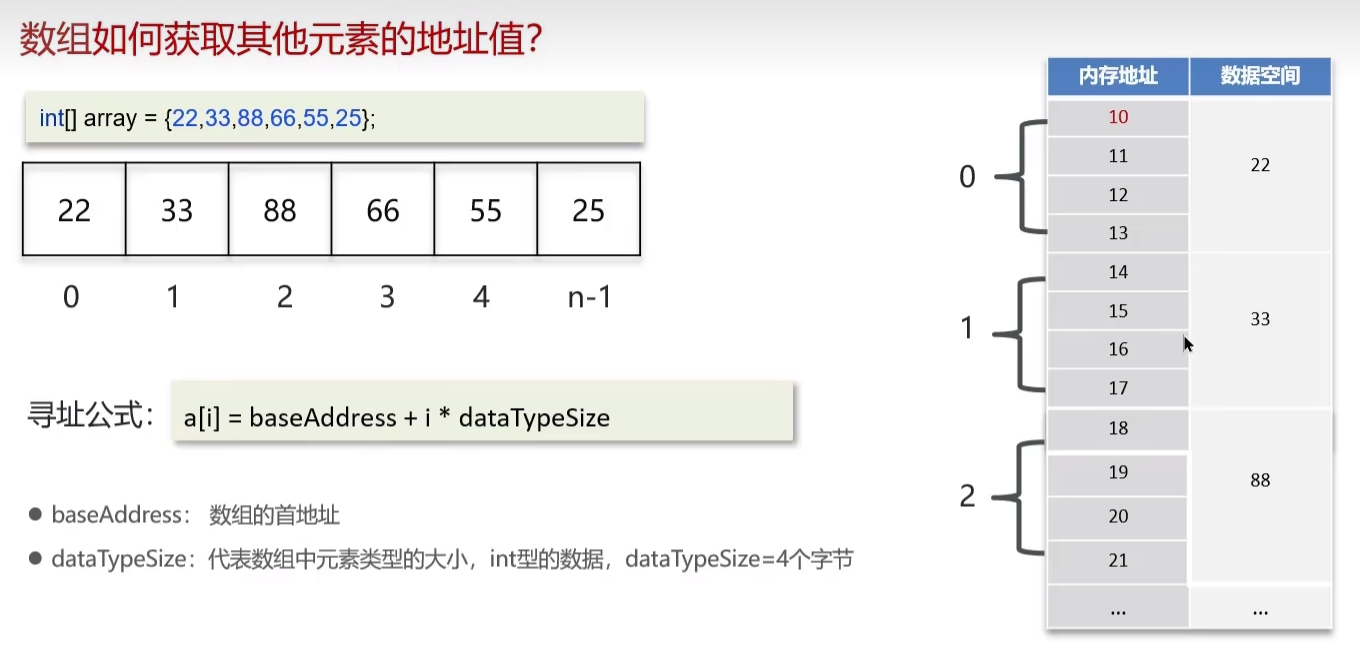 数组如何获取其他元素的地址值？
int[] array = {22,33,88,66,55,25};
22 33 88 66 55 25
0 1 2 3 4 n-1
寻址公式：
a[i] = baseAddress + i * dataTypeSize
● baseAddress： 数组的首地址
● dataTypeSize：代表数组中元素类型的大小，int型的数据，dataTypeSize=4个字节
内存地址 数据空间
0
10
11
12
13
22
1
14
15
16
17
33
2
18
19
20
21
88
... ...